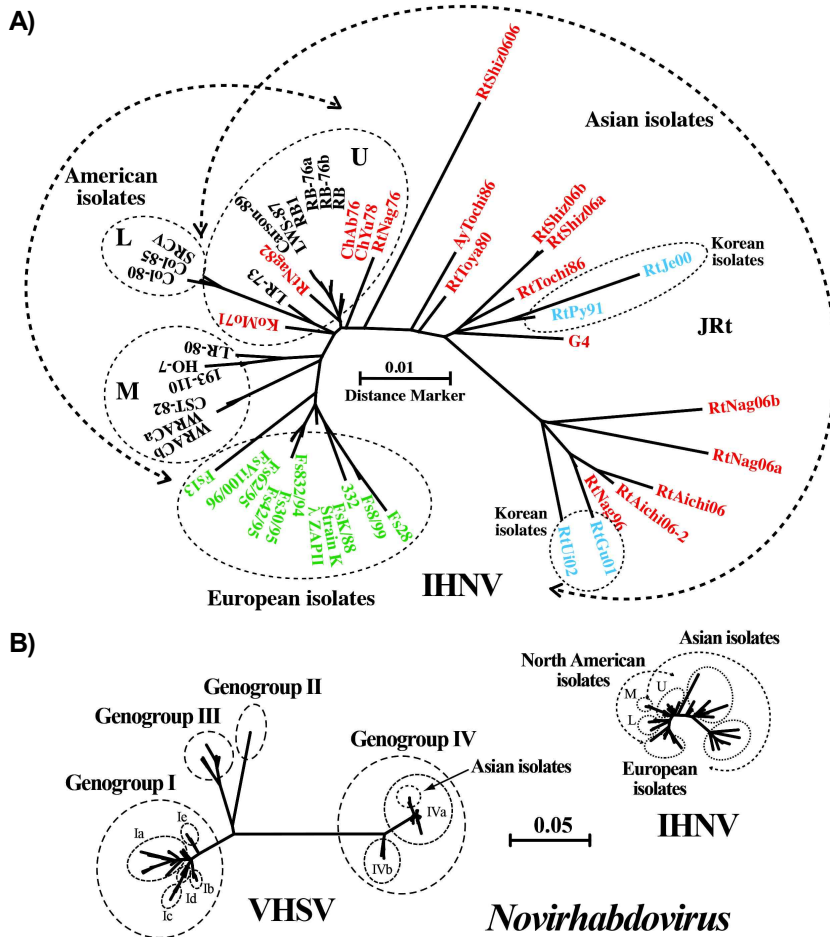 A)
RtShiz0606
Asian isolates
U
American
isolates
L
Col-80
Col-85
SRCV
Carson-89
LWS-87
RB1
RB-76a
RB-76b
RB
ChAb76
ChYu78
RtNag76
RtNag82
LR-73
KoMo71
AyTochi86
RtToya80
RtShiz06b
RtShiz06a
RtTochi86
Korean
isolates
RtJe00
RtPy91
G4
JRt
0.01
Distance Marker
M
LR-80
HO-7
193-110
CST-82
WRACa
WRACb
Fs13
FsVi100/96
Fs62/95
Fs42/95
Fs30/95
Fs832/94
λ ZAPII
Strain K
FsK/88
332
Fs8/99
Fs28
European isolates
RtNag06b
RtNag06a
RtAichi06
RtAichi06-2
RtNag96
Korean
isolates
RtUi02
RtGu01
IHNV
B)
Genogroup II
Genogroup III
Genogroup I
Ia
Ie
Ib
Id
Ic
VHSV
Genogroup IV
Asian isolates
IVa
IVb
North American
isolates
Asian isolates
M
U
L
European
isolates
IHNV
0.05
Novirhabdovirus